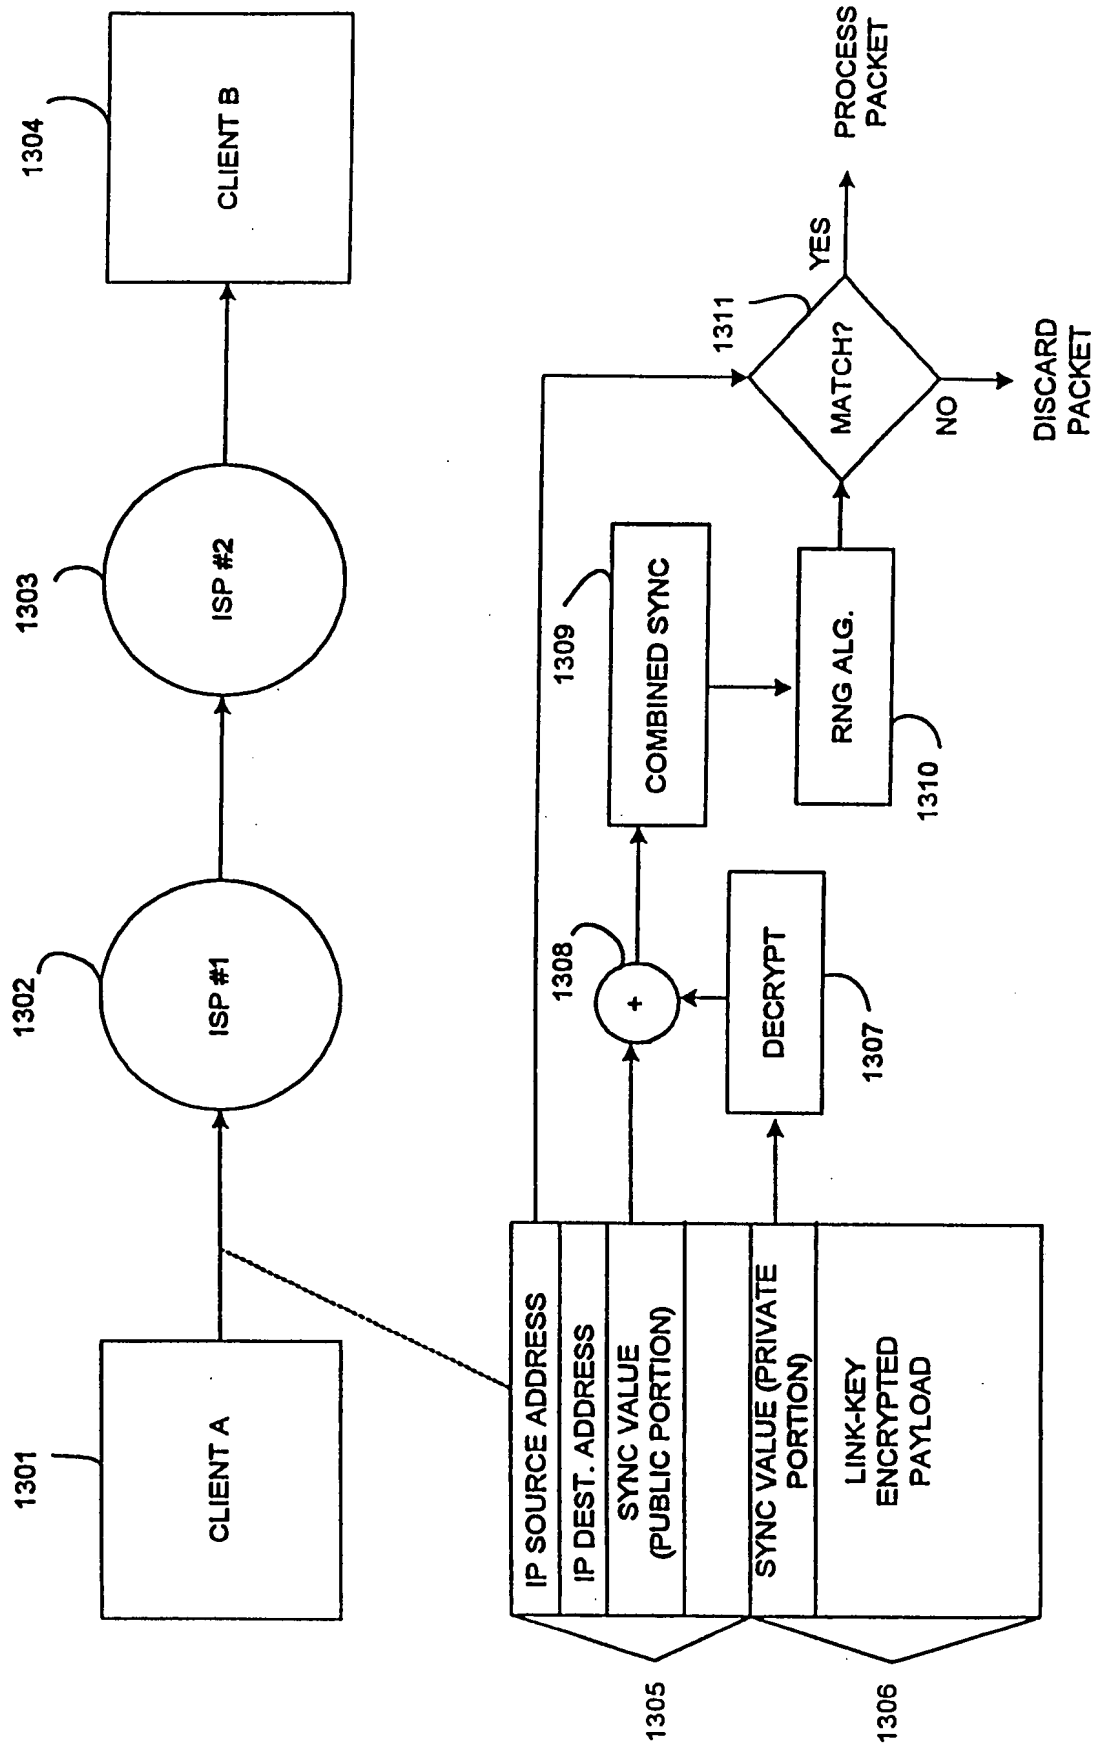 1301
CLIENT A
1302
ISP #1
1303
ISP #2
1304
CLIENT B
1305
IP SOURCE ADDRESS
IP DEST. ADDRESS
SYNC VALUE
(PUBLIC PORTION)
1306
SYNC VALUE (PRIVATE
PORTION)
LINK-KEY
ENCRYPTED
PAYLOAD
DECRYPT
1307
1308
+
1309
COMBINED SYNC
RNG ALG.
1310
1311
MATCH?
YES
PROCESS
PACKET
NO
DISCARD
PACKET